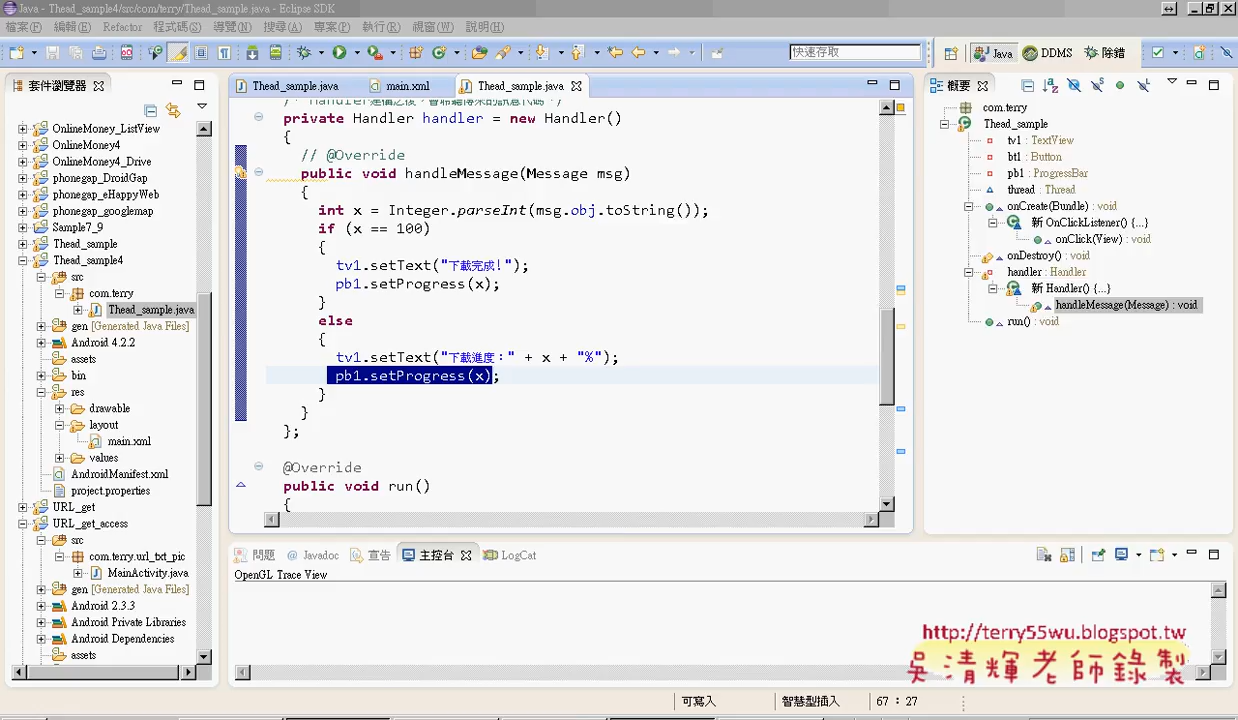 Java - Thead_sample4/src/com/terry/Thead_sample.java - Eclipse SDK
檔案(F) 編輯(E) Refactor 程式碼(S) 導覽(N) 搜尋(A) 專案(P) 執行(R) 視窗(W) 說明(H)
快速存取
Java DDMS 除錯
套件瀏覽器
OnlineMoney_ListView
OnlineMoney4
OnlineMoney4_Drive
phonegap_DroidGap
phonegap_eHappyWeb
phonegap_googlemap
Sample7_9
Thead_sample
Thead_sample4
src
com.terry
Thead_sample.java
gen [Generated Java Files]
Android 4.2.2
assets
bin
res
drawable
layout
main.xml
values
AndroidManifest.xml
project.properties
URL_get
URL_get_access
src
com.terry.url_txt_pic
MainActivity.java
gen [Generated Java Files]
Android 2.3.3
Android Private Libraries
Android Dependencies
assets
Thead_sample.java main.xml Thead_sample.java
private Handler handler = new Handler()
{
// @Override
public void handleMessage(Message msg)
{
int x = Integer.parseInt(msg.obj.toString());
if (x == 100)
{
tv1.setText("下載完成!");
pb1.setProgress(x);
}
else
{
tv1.setText("下載進度：" + x + "%");
pb1.setProgress(x);
}
}
};
@Override
public void run()
{
概要
com.terry
Thead_sample
tv1 : TextView
bt1 : Button
pb1 : ProgressBar
thread : Thread
onCreate(Bundle) : void
新 OnClickListener() {...}
onClick(View) : void
onDestroy() : void
handler : Handler
新 Handler() {...}
handleMessage(Message) : void
run() : void
問題 @ Javadoc 宣告 主控台 LogCat
OpenGL Trace View
http://terry55wu.blogspot.tw
吳清輝老師錄製
可寫入 智慧型插入 67 : 27